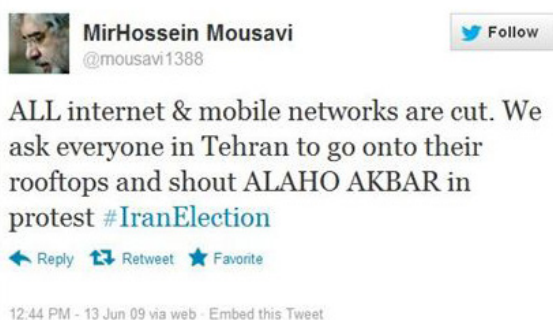 MirHossein Mousavi
@mousavi1388
Follow
ALL internet & mobile networks are cut. We
ask everyone in Tehran to go onto their
rooftops and shout ALAHO AKBAR in
protest #IranElection
Reply Retweet Favorite
12:44 PM - 13 Jun 09 via web · Embed this Tweet